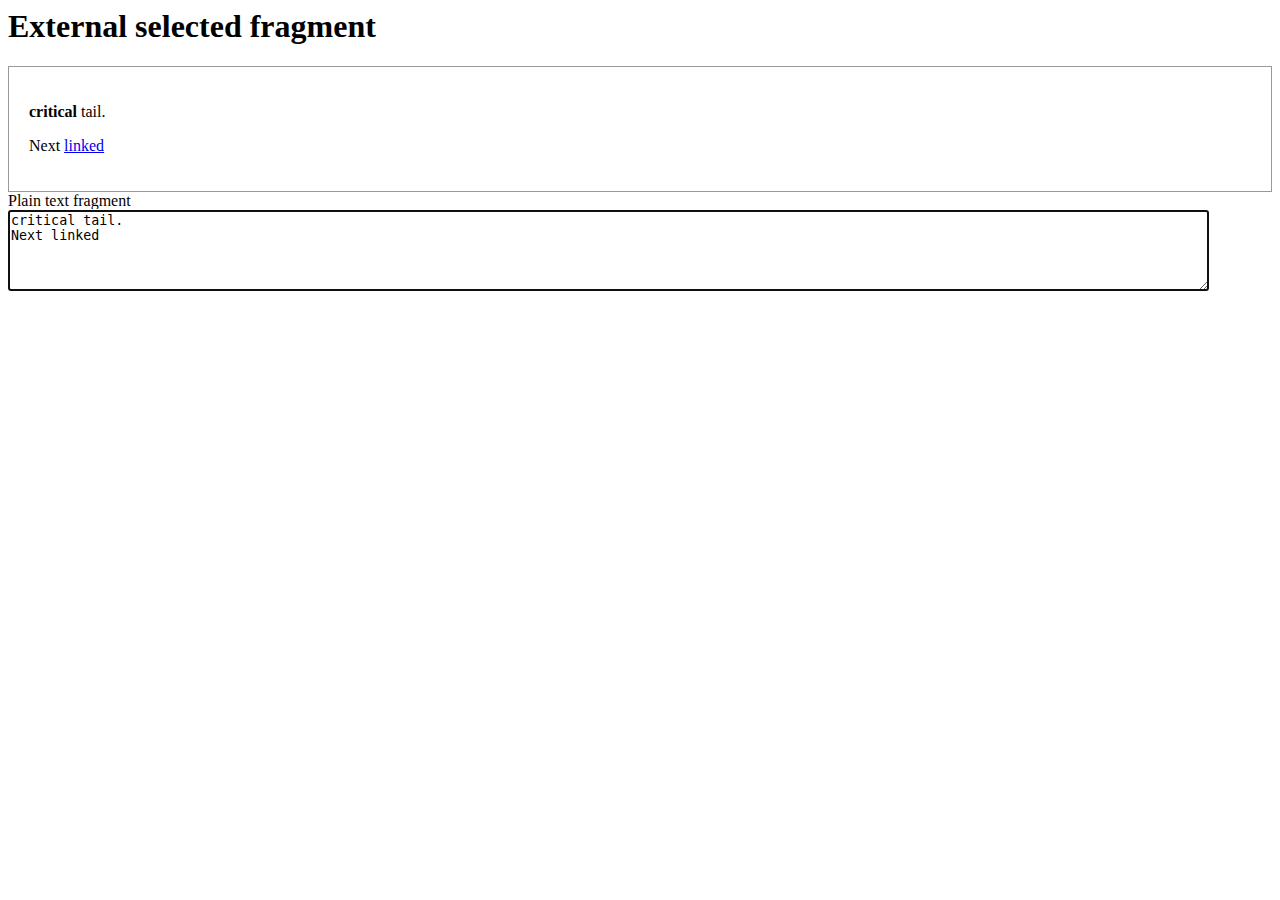 External selected fragment
critical tail.
Next linked
Plain text fragment
critical tail.
Next linked